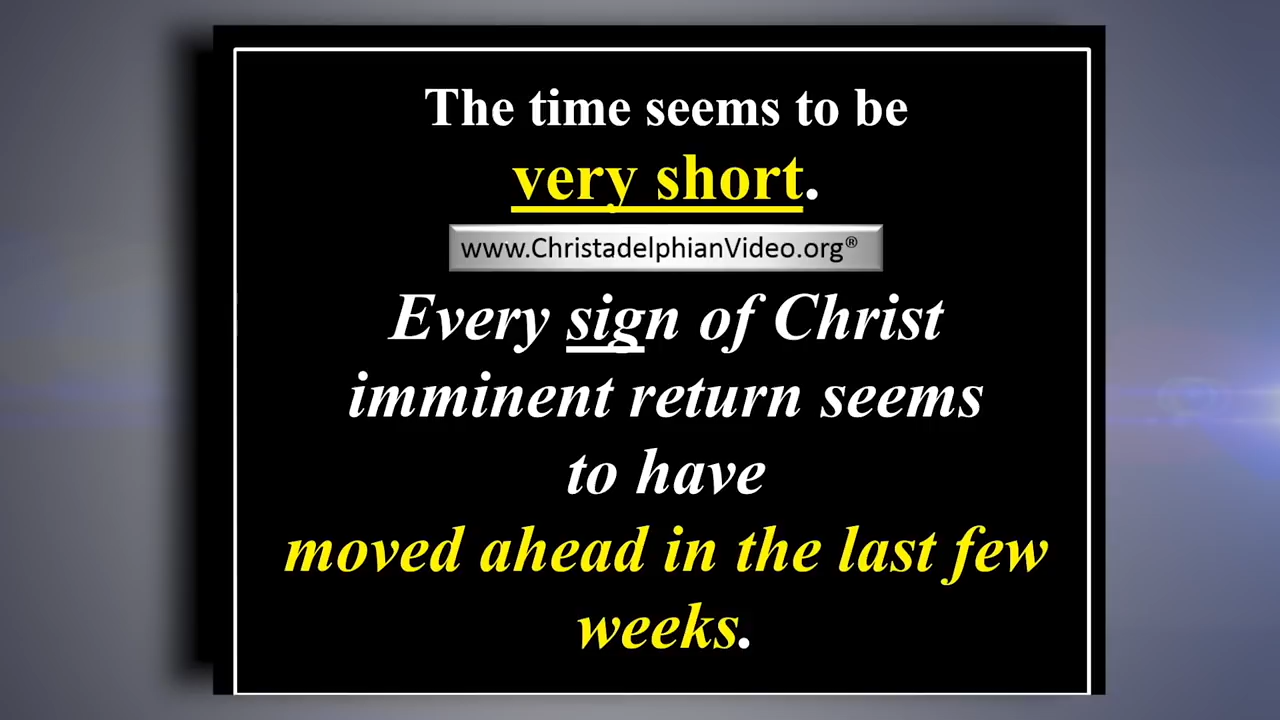 The time seems to be
very short.
www.ChristadelphianVideo.org®
Every sign of Christ
imminent return seems
to have
moved ahead in the last few
weeks.